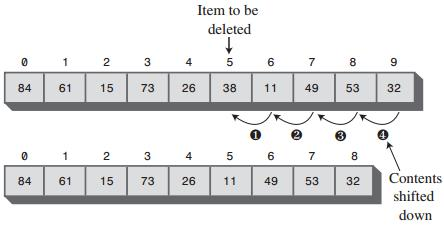 Item to be
deleted
0 1 2 3 4 5 6 7 8 9
84 61 15 73 26 38 11 49 53 32
❶ ❷ ❸ ❹
0 1 2 3 4 5 6 7 8
84 61 15 73 26 11 49 53 32
Contents
shifted
down